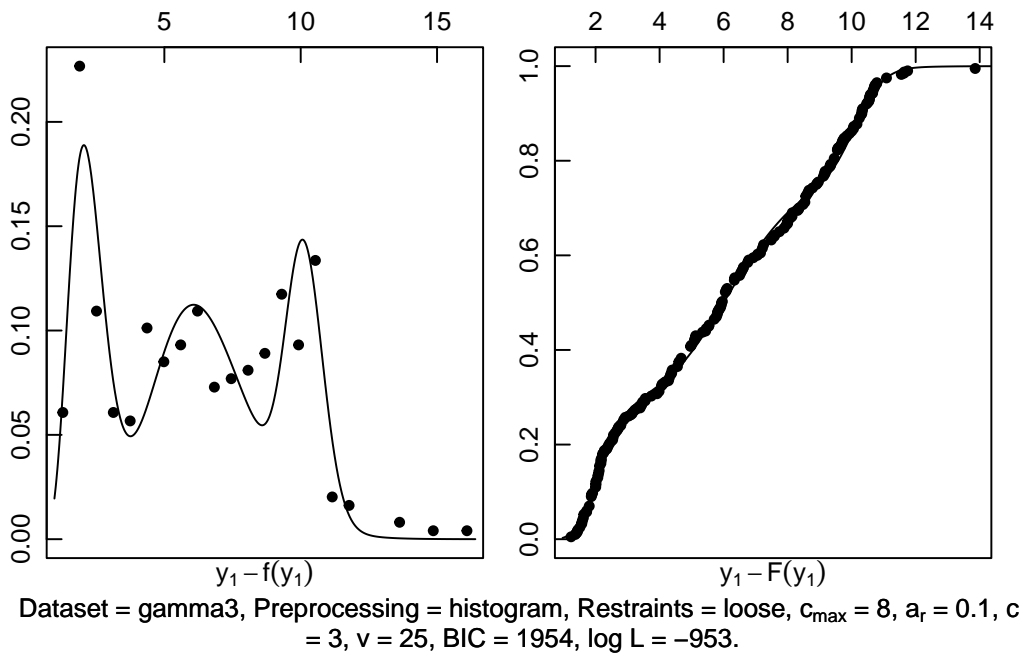 5 10 15
2 4 6 8 10 12 14
0.20
0.15
0.10
0.05
0.00
1.0
0.8
0.6
0.4
0.2
0.0
y₁ − f(y₁)
y₁ − F(y₁)
Dataset = gamma3, Preprocessing = histogram, Restraints = loose, cₘₐₓ = 8, aᵣ = 0.1, c
= 3, v = 25, BIC = 1954, log L = −953.